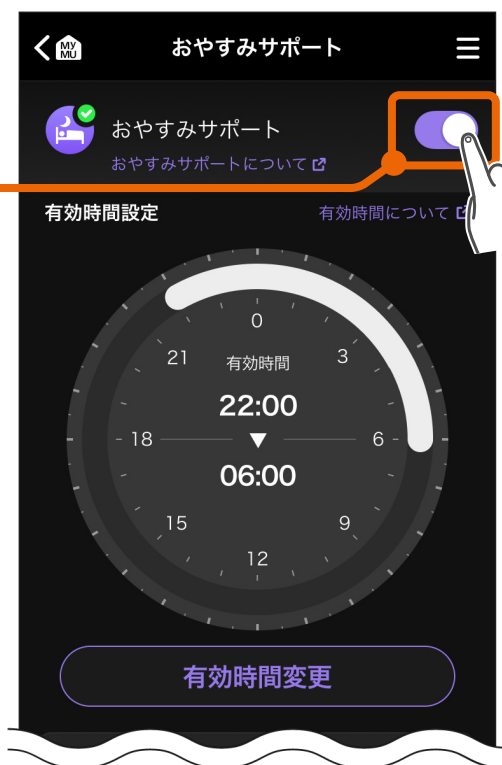 MY
MU
おやすみサポート
おやすみサポート
おやすみサポートについて
有効時間設定
有効時間について
0
21
有効時間
3
22:00
18
6
06:00
15
9
12
有効時間変更